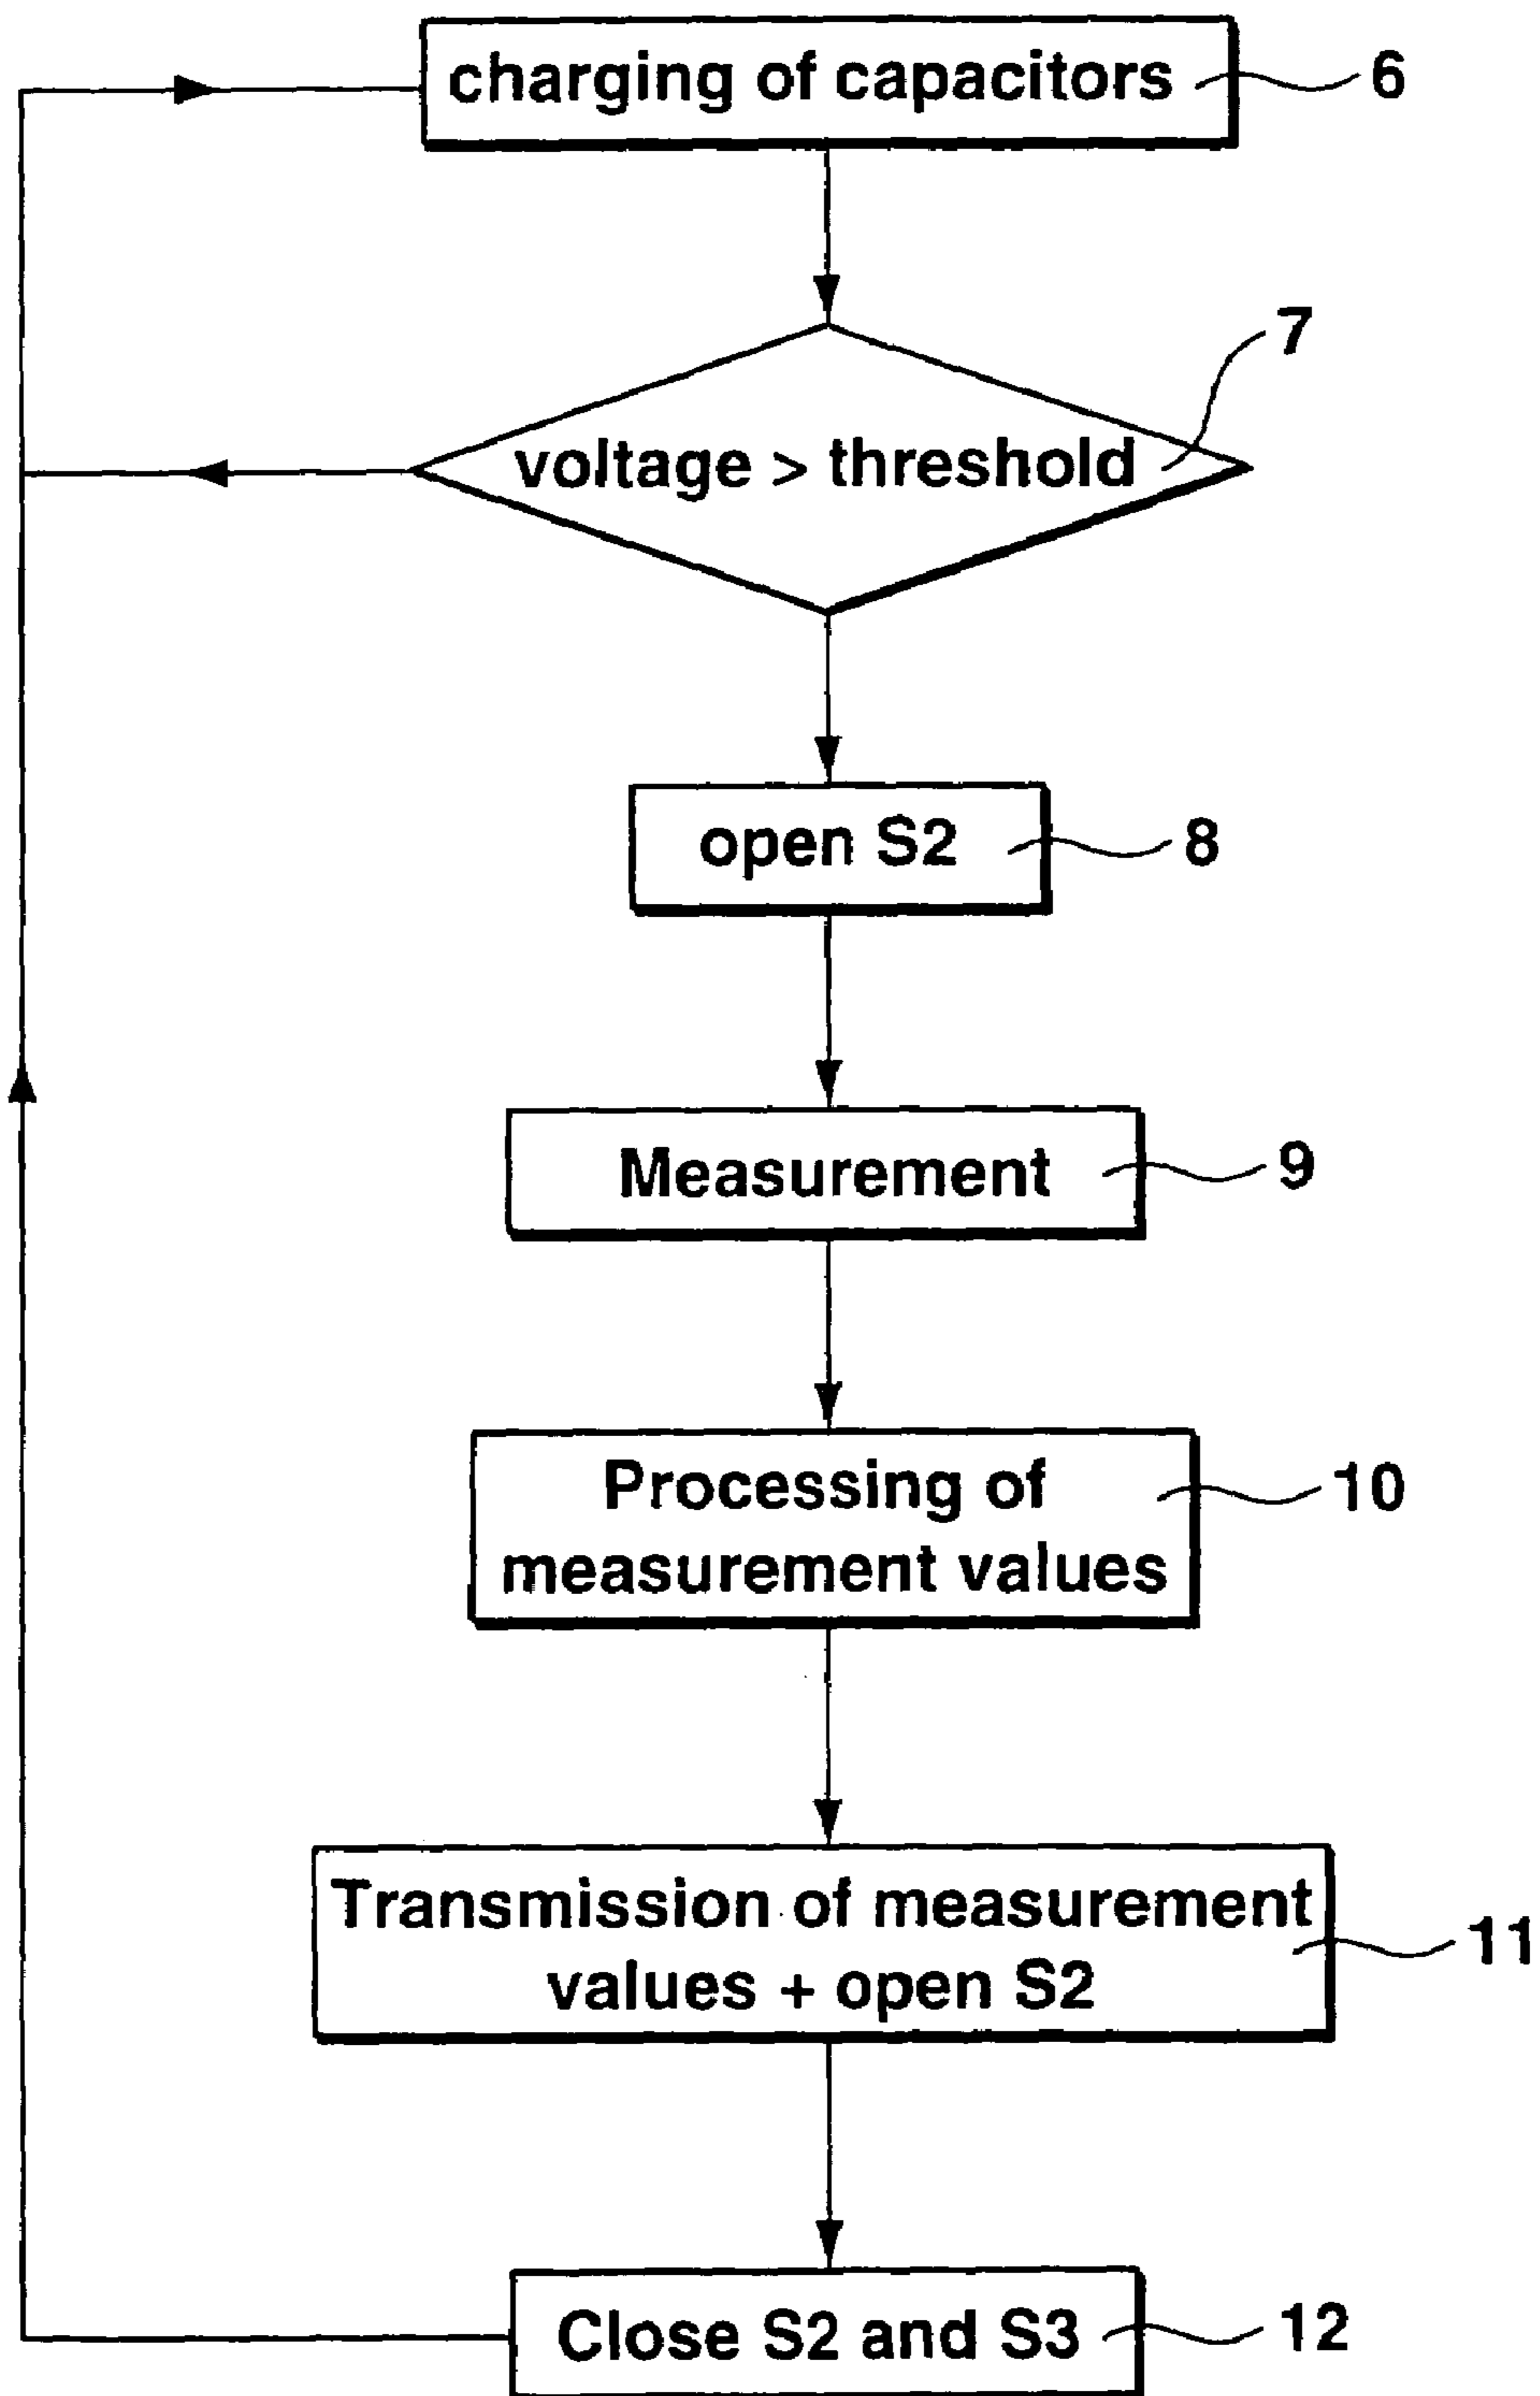 charging of capacitors
6
7
voltage > threshold
open S2
8
Measurement
9
Processing of
measurement values
10
Transmission of measurement
values + open S2
11
Close S2 and S3
12